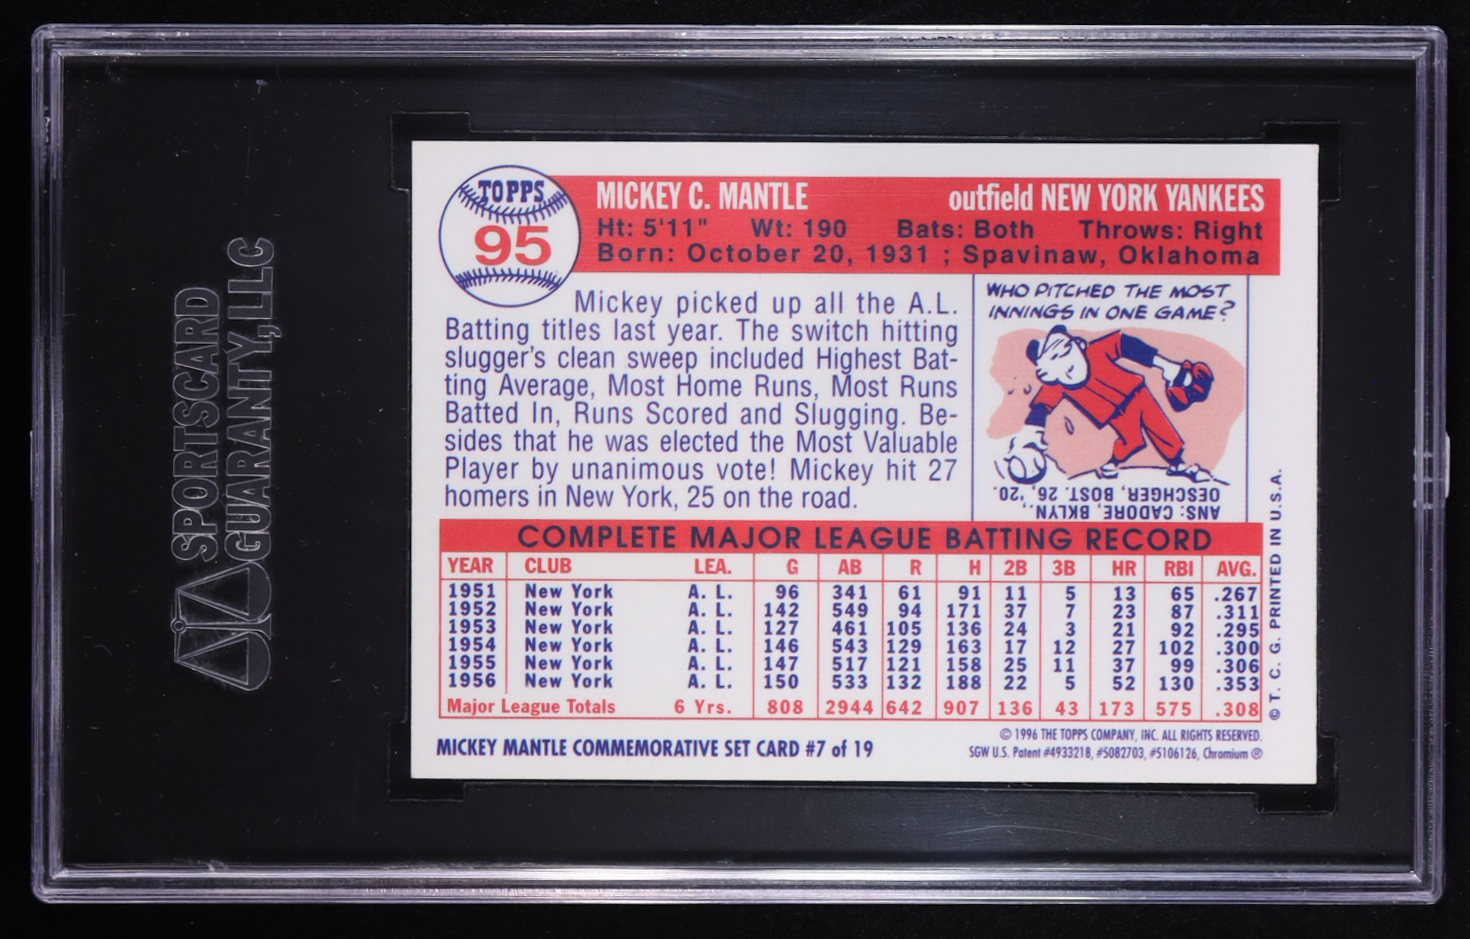 SPORTSCARD
GUARANTY, LLC
TOPPS
95
MICKEY C. MANTLE outfield NEW YORK YANKEES
Ht: 5'11" Wt: 190 Bats: Both Throws: Right
Born: October 20, 1931 ; Spavinaw, Oklahoma
Mickey picked up all the A.L.
Batting titles last year. The switch hitting
slugger's clean sweep included Highest Bat-
ting Average, Most Home Runs, Most Runs
Batted In, Runs Scored and Slugging. Be-
sides that he was elected the Most Valuable
Player by unanimous vote! Mickey hit 27
homers in New York, 25 on the road.
WHO PITCHED THE MOST
INNINGS IN ONE GAME?
ANS: CADORE, BKLYN.,
OESCHGER, BOST. 26, '20.
COMPLETE MAJOR LEAGUE BATTING RECORD
YEAR CLUB LEA. G AB R H 2B 3B HR RBI AVG.
1951 New York A. L. 96 341 61 91 11 5 13 65 .267
1952 New York A. L. 142 549 94 171 37 7 23 87 .311
1953 New York A. L. 127 461 105 136 24 3 21 92 .295
1954 New York A. L. 146 543 129 163 17 12 27 102 .300
1955 New York A. L. 147 517 121 158 25 11 37 99 .306
1956 New York A. L. 150 533 132 188 22 5 52 130 .353
Major League Totals 6 Yrs. 808 2944 642 907 136 43 173 575 .308
© T. C. G. PRINTED IN U.S.A.
MICKEY MANTLE COMMEMORATIVE SET CARD #7 of 19
© 1996 THE TOPPS COMPANY, INC. ALL RIGHTS RESERVED.
SGW U.S. Patent #4933218, #5082703, #5106126, Chromium ®